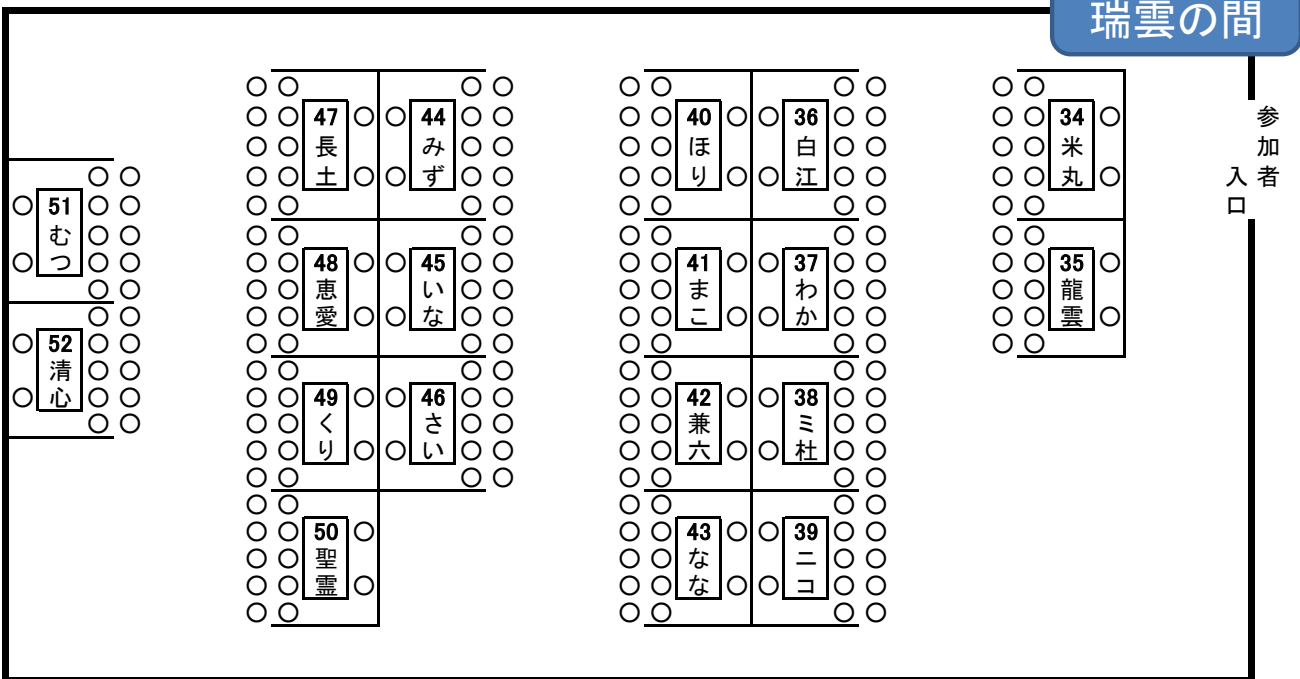 瑞雲の間
参加者
入口
34
米丸
35
龍雲
36
白江
37
わか
38
ミ杜
39
ニコ
40
ほり
41
まこ
42
兼六
43
なな
44
みず
45
いな
46
さい
47
長土
48
恵愛
49
くり
50
聖霊
51
むつ
52
清心